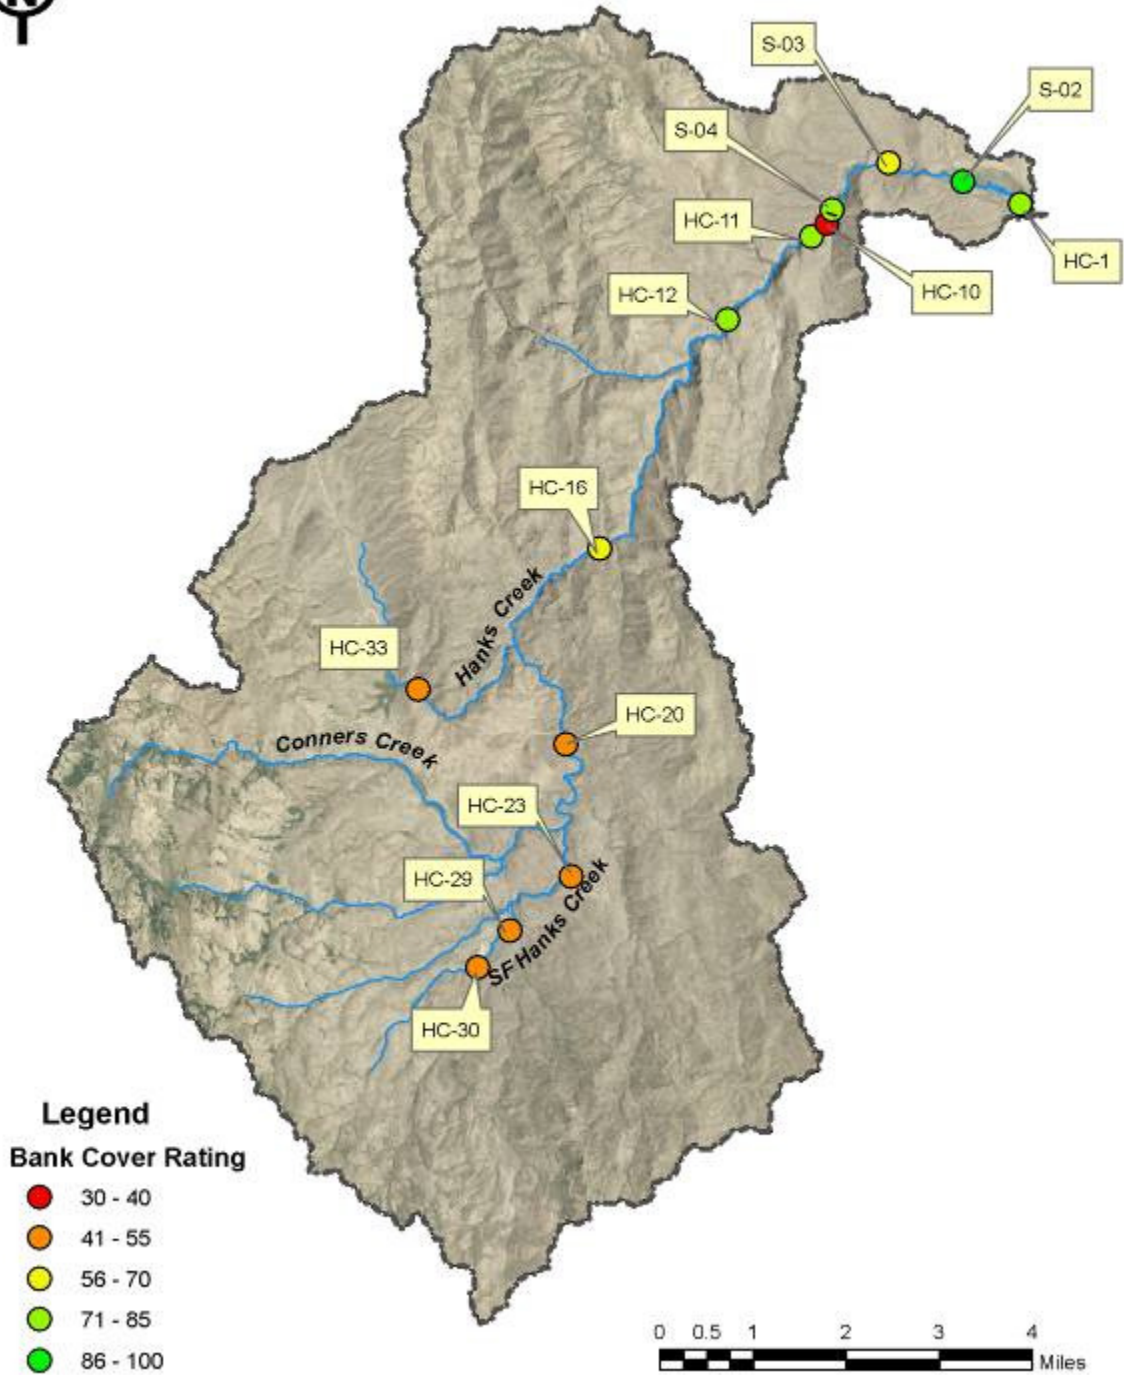 N
S-03
S-02
S-04
HC-11
HC-1
HC-10
HC-12
HC-16
Hanks Creek
HC-33
HC-20
Conners Creek
HC-23
HC-29
SF Hanks Creek
HC-30
Legend
Bank Cover Rating
30 - 40
41 - 55
56 - 70
71 - 85
86 - 100
0 0.5 1 2 3 4
Miles